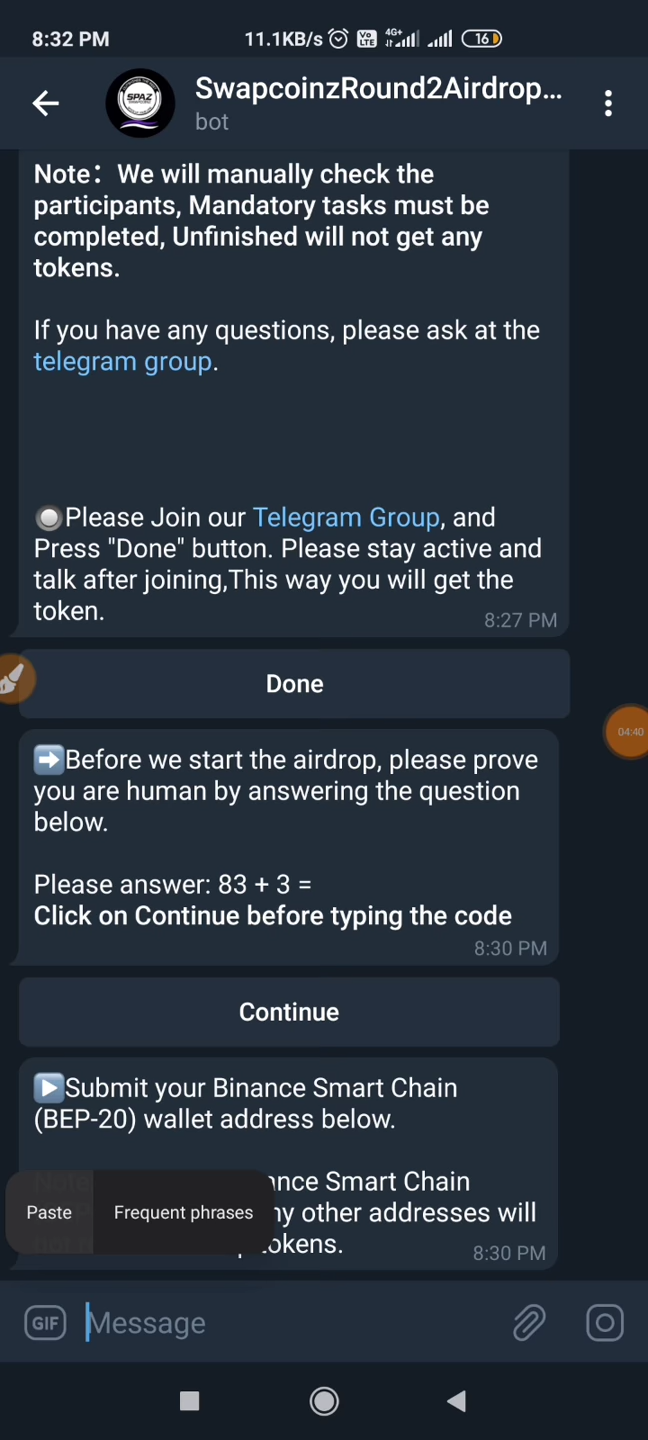 8:32 PM
11.1KB/s
Vo
LTE
4G+
16
SPAZ
SwapcoinzRound2Airdrop...
bot
Note: We will manually check the
participants, Mandatory tasks must be
completed, Unfinished will not get any
tokens.
If you have any questions, please ask at the
telegram group.
Please Join our Telegram Group, and
Press "Done" button. Please stay active and
talk after joining,This way you will get the
token.
8:27 PM
Done
04:40
Before we start the airdrop, please prove
you are human by answering the question
below.
Please answer: 83 + 3 =
Click on Continue before typing the code
8:30 PM
Continue
Submit your Binance Smart Chain
(BEP-20) wallet address below.
Note
Smart Chain
Paste
Frequent phrases
other addresses will
tokens.
8:30 PM
GIF
Message